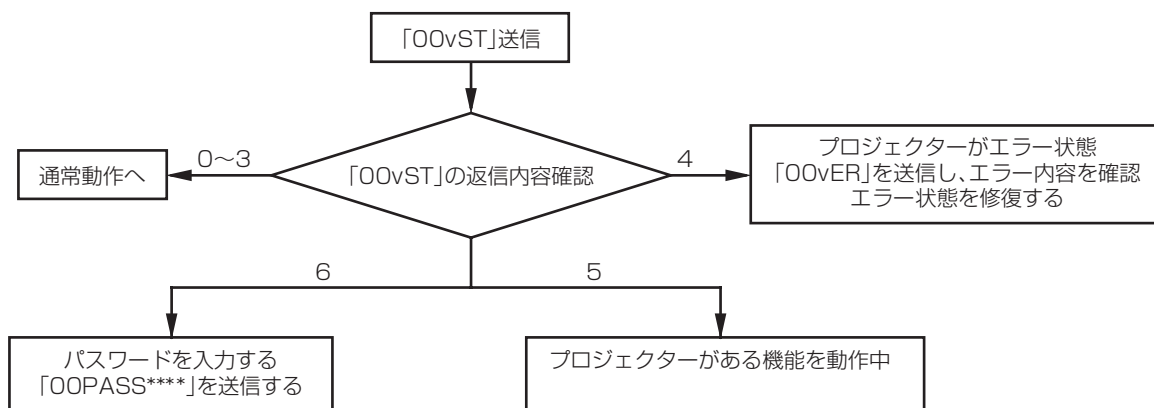 「00vST」送信
0～3
4
通常動作へ
「00vST」の返信内容確認
プロジェクターがエラー状態
「00vER」を送信し、エラー内容を確認
エラー状態を修復する
6
5
パスワードを入力する
「00PASS****」を送信する
プロジェクターがある機能を動作中